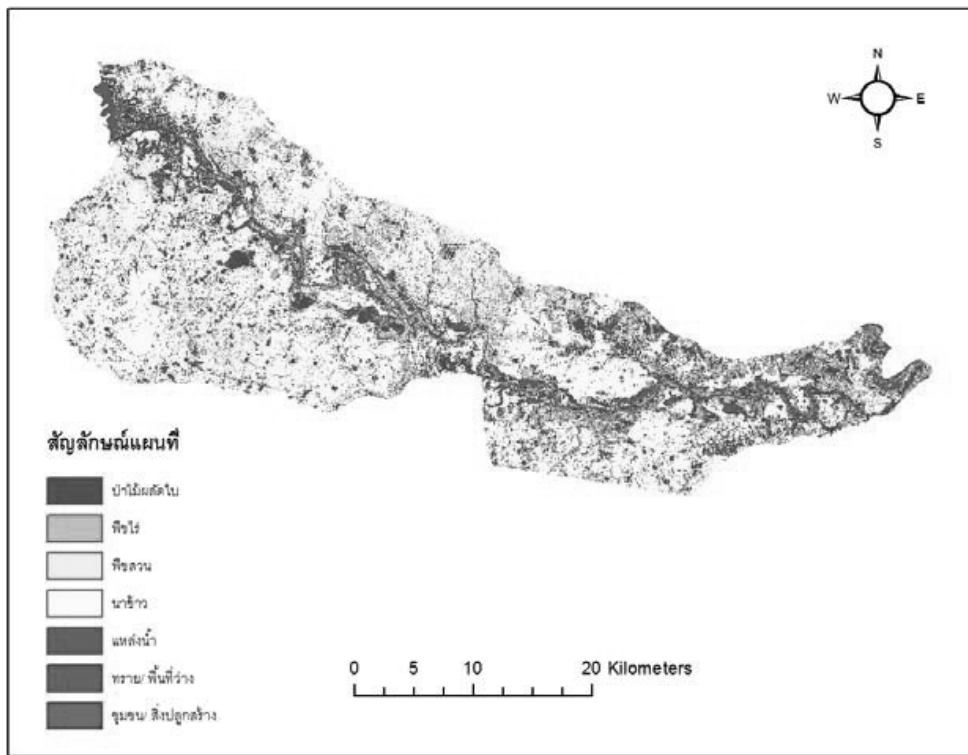 N
W E
S
สัญลักษณ์แผนที่
ป่าไม้ผลัดใบ
พืชไร่
พืชสวน
นาข้าว
แหล่งน้ำ
ทราย/ พื้นที่ว่าง
ชุมชน/ สิ่งปลูกสร้าง
0 5 10 20 Kilometers